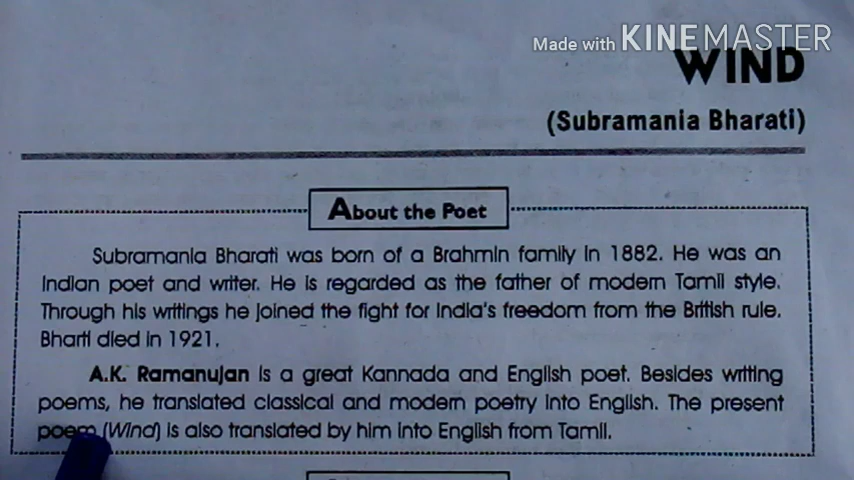 Made with KINEMASTER
WIND
(Subramania Bharati)
About the Poet
Subramania Bharati was born of a Brahmin family in 1882. He was an
Indian poet and writer. He is regarded as the father of modern Tamil style.
Through his writings he joined the fight for India's freedom from the British rule.
Bharti died in 1921.
A.K. Ramanujan is a great Kannada and English poet. Besides writing
poems, he translated classical and modern poetry into English. The present
poem (Wind) is also translated by him into English from Tamil.